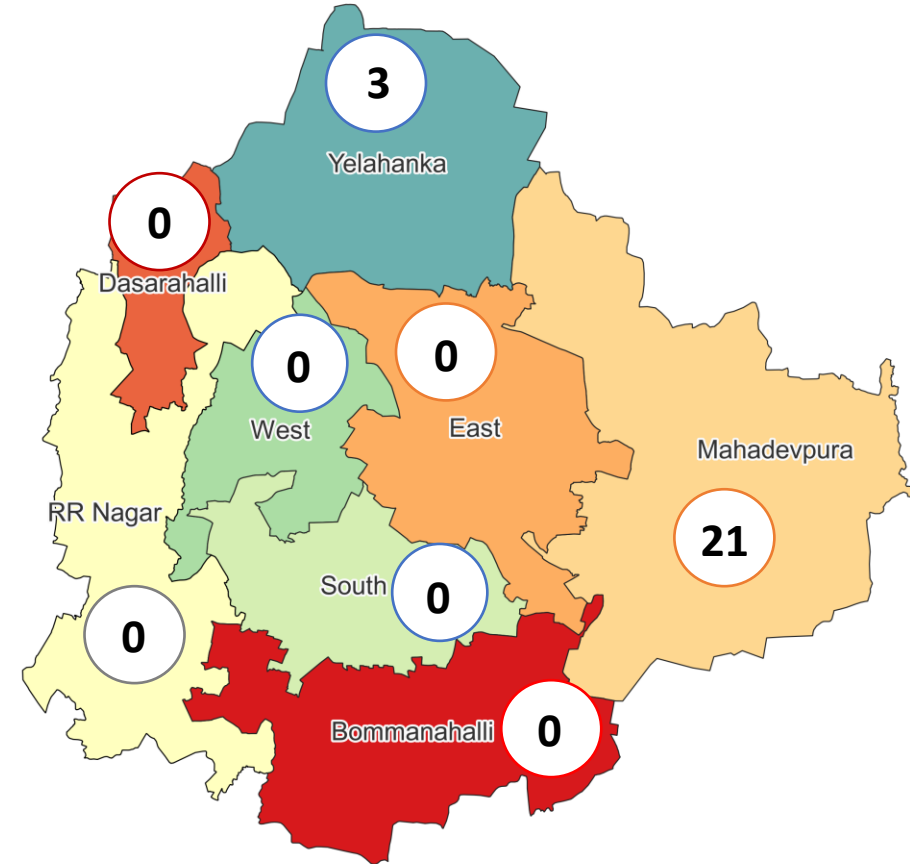 3
Yelahanka
0
Dasarahalli
0
0
West
East
Mahadevpura
RR Nagar
21
South
0
0
Bommanahalli
0